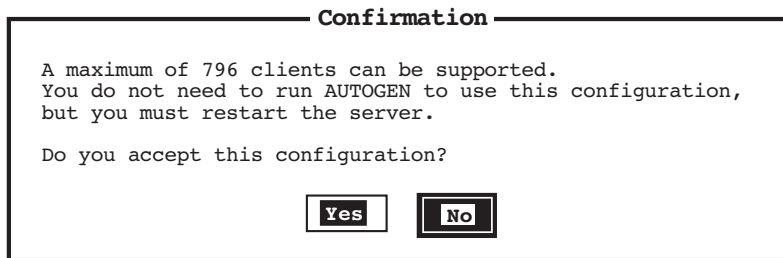 Confirmation
A maximum of 796 clients can be supported.
You do not need to run AUTOGEN to use this configuration,
but you must restart the server.
Do you accept this configuration?
Yes No